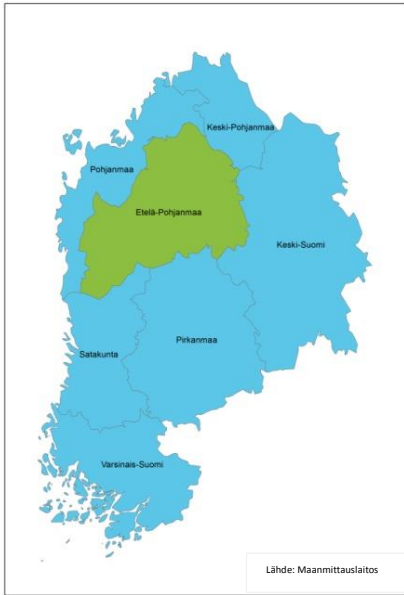 Keski-Pohjanmaa
Pohjanmaa
Etelä-Pohjanmaa
Keski-Suomi
Pirkanmaa
Satakunta
Varsinais-Suomi
Lähde: Maanmittauslaitos